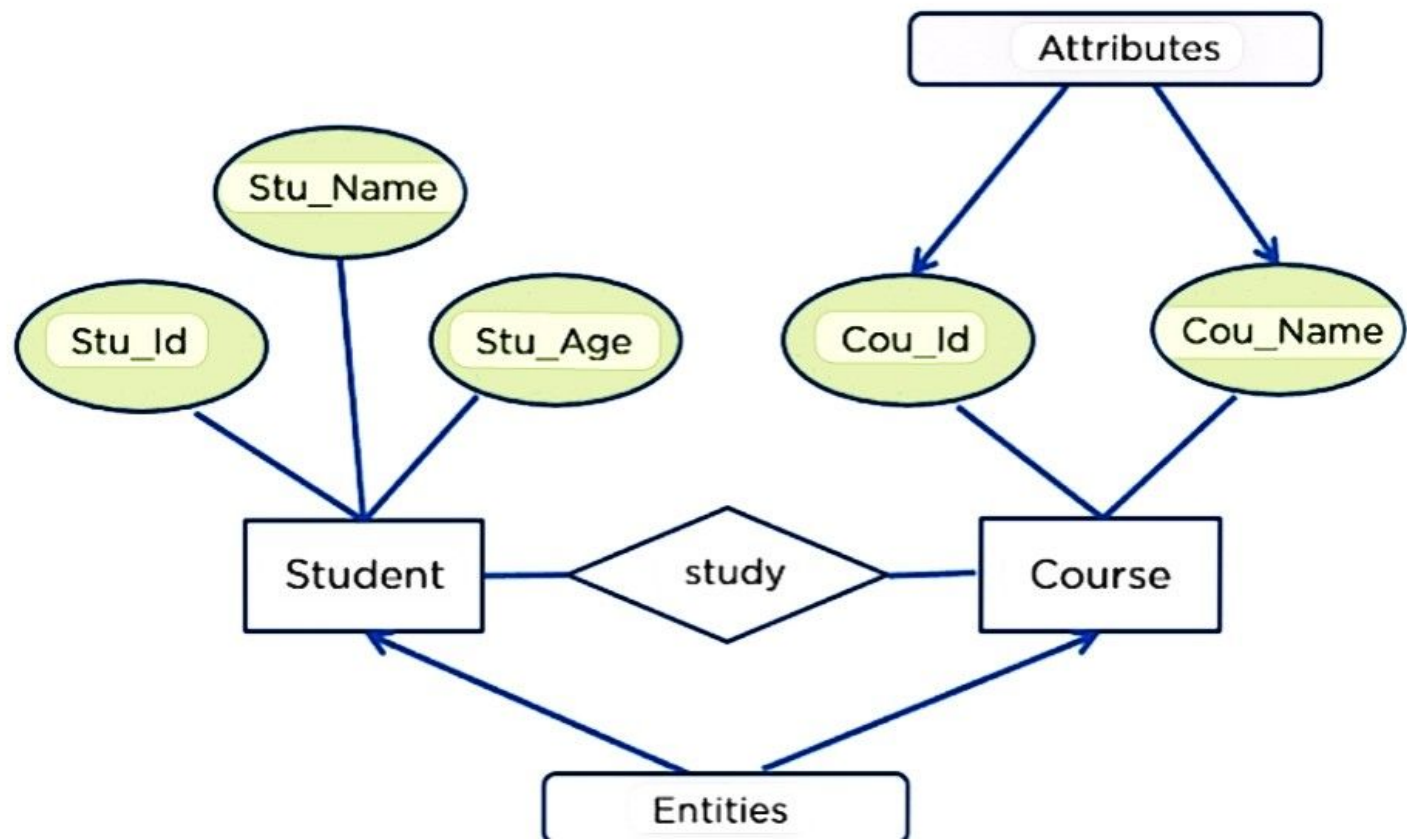 Attributes
Stu_Name
Stu_Id
Stu_Age
Cou_Id
Cou_Name
Student
study
Course
Entities